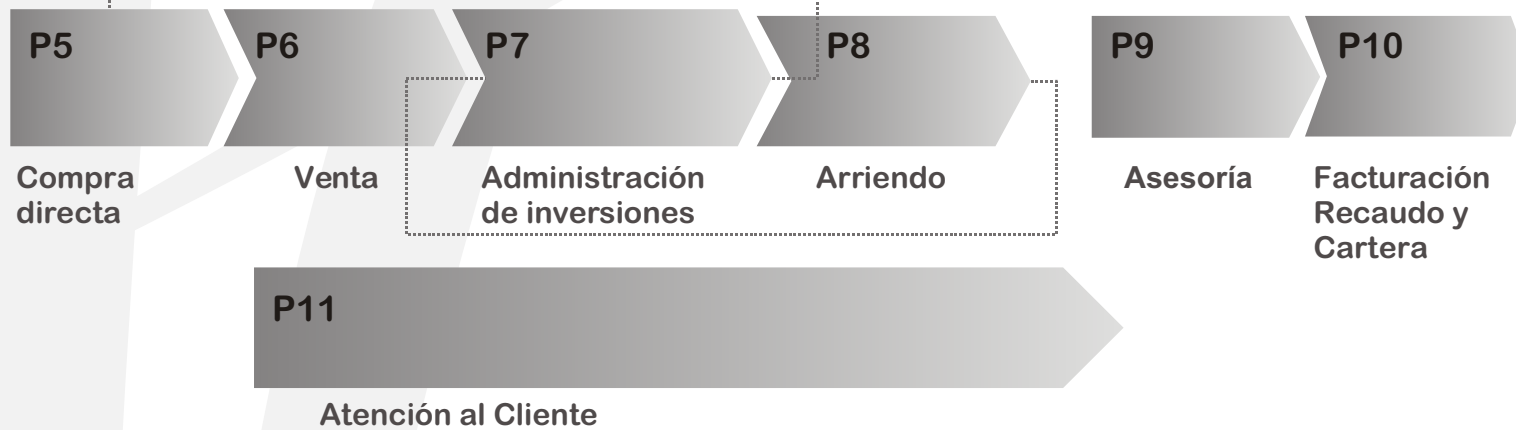 P5
P6
P7
P8
P9
P10
Compra
directa
Venta
Administración
de inversiones
Arriendo
Asesoría
Facturación
Recaudo y
Cartera
P11
Atención al Cliente